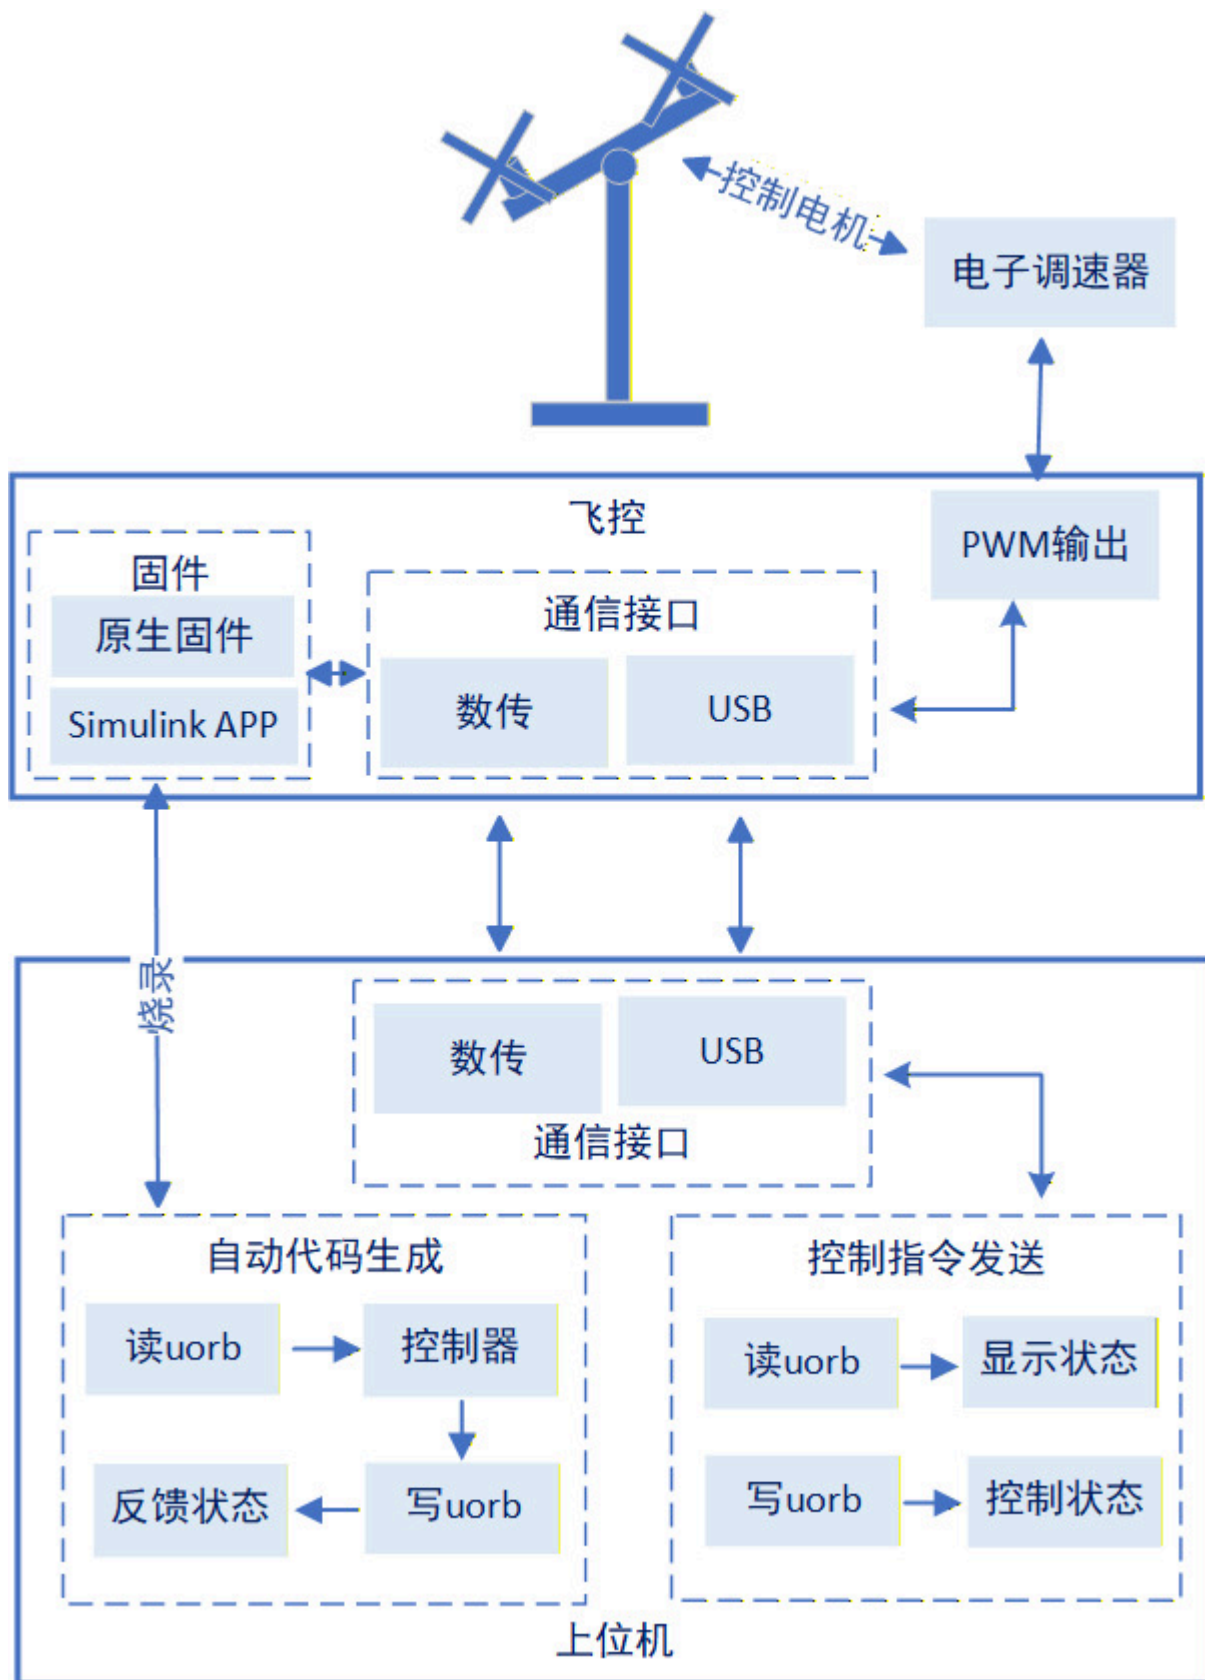 控制电机
电子调速器
飞控
PWM输出
固件
原生固件
Simulink APP
通信接口
数传
USB
烧录
数传
USB
通信接口
自动代码生成
读uorb
控制器
反馈状态
写uorb
控制指令发送
读uorb
显示状态
写uorb
控制状态
上位机